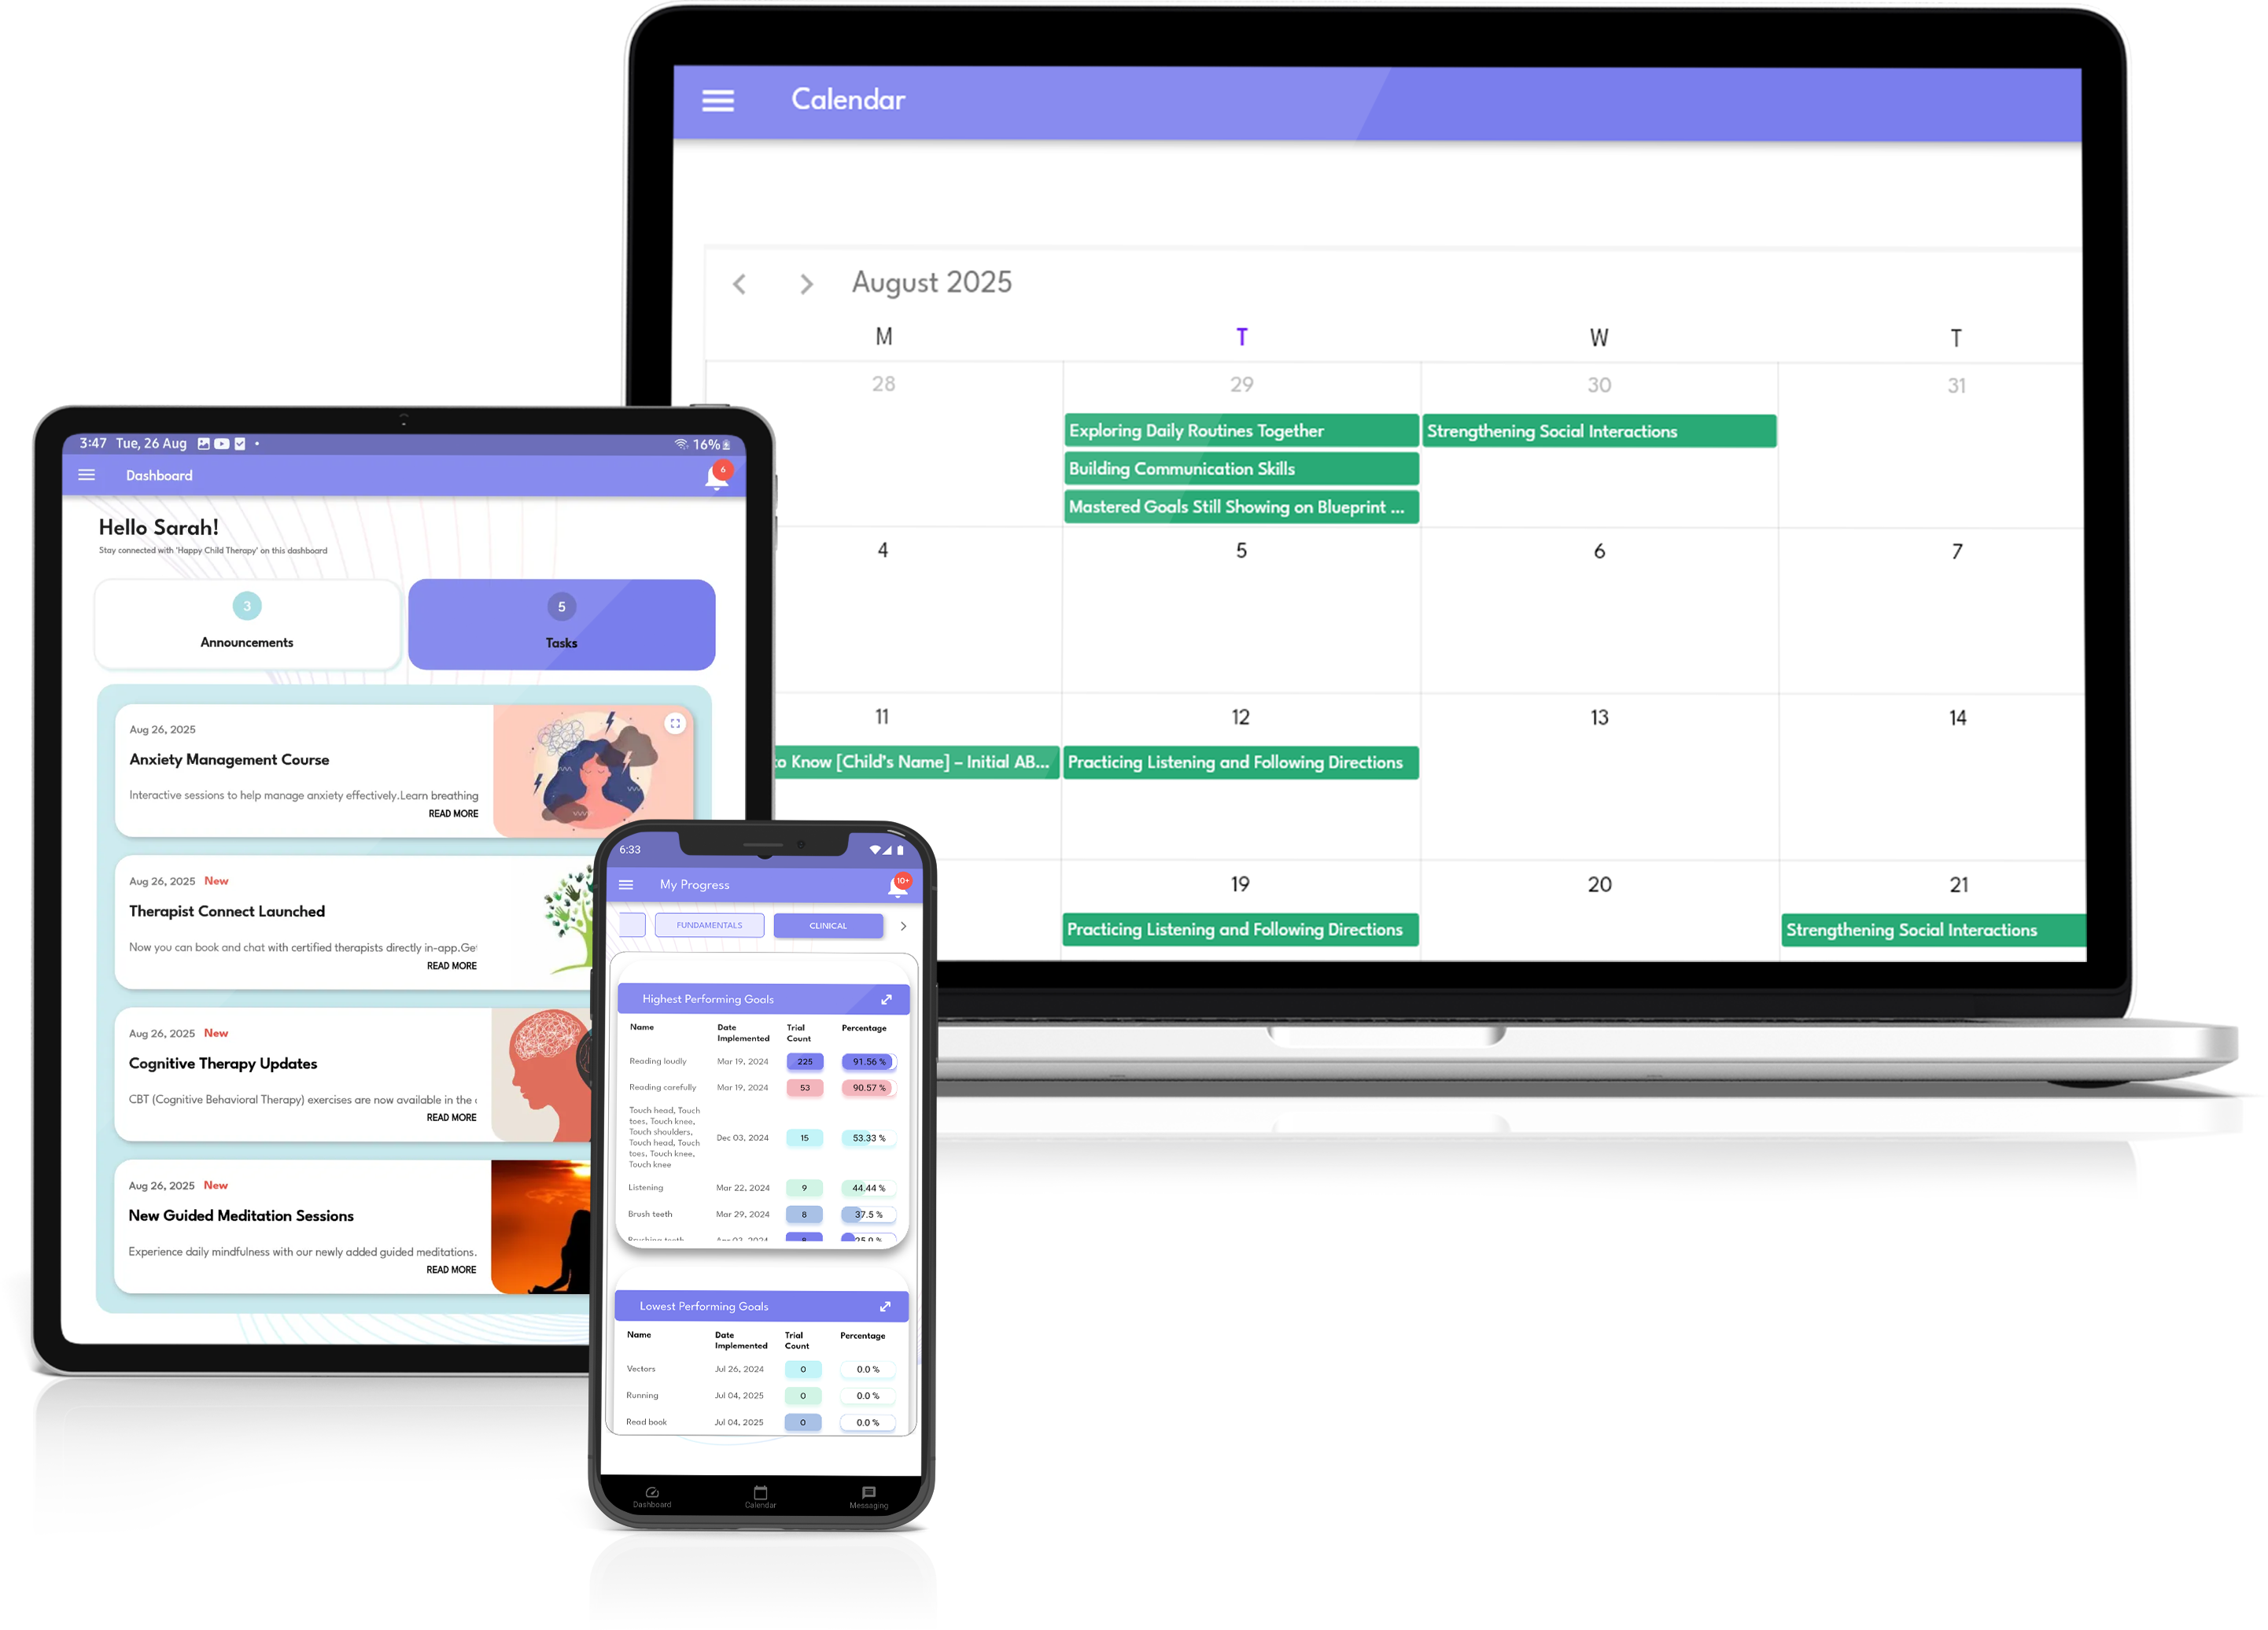 Calendar
August 2025
M T W T
28 29 30 31
Exploring Daily Routines Together Strengthening Social Interactions
Building Communication Skills
Mastered Goals Still Showing on Blueprint ...
4 5 6 7
11 12 13 14
to Know [Child's Name] – Initial AB... Practicing Listening and Following Directions
19 20 21
Practicing Listening and Following Directions Strengthening Social Interactions
3:47 Tue, 26 Aug 16%
Dashboard 6
Hello Sarah!
Stay connected with 'Happy Child Therapy' on this dashboard
3 5
Announcements Tasks
Aug 26, 2025
Anxiety Management Course
Interactive sessions to help manage anxiety effectively.Learn breathing
READ MORE
Aug 26, 2025 New
Therapist Connect Launched
Now you can book and chat with certified therapists directly in-app.Get
READ MORE
Aug 26, 2025 New
Cognitive Therapy Updates
CBT (Cognitive Behavioral Therapy) exercises are now available in the
READ MORE
Aug 26, 2025 New
New Guided Meditation Sessions
Experience daily mindfulness with our newly added guided meditations.
READ MORE
6:33
My Progress 10+
FUNDAMENTALS CLINICAL
Highest Performing Goals
Name Date Trial Percentage
Implemented Count
Reading loudly Mar 19, 2024 225 91.56 %
Reading carefully Mar 19, 2024 53 90.57 %
Touch head, Touch
toes, Touch knee,
Touch shoulders,
Touch head, Touch Dec 03, 2024 15 53.33 %
toes, Touch knee,
Touch knee
Listening Mar 22, 2024 9 44.44 %
Brush teeth Mar 29, 2024 8 37.5 %
Brushing teeth Apr 03, 2024 8 25.0 %
Lowest Performing Goals
Name Date Trial Percentage
Implemented Count
Vectors Jul 26, 2024 0 0.0 %
Running Jul 04, 2025 0 0.0 %
Read book Jul 04, 2025 0 0.0 %
Dashboard Calendar Messaging